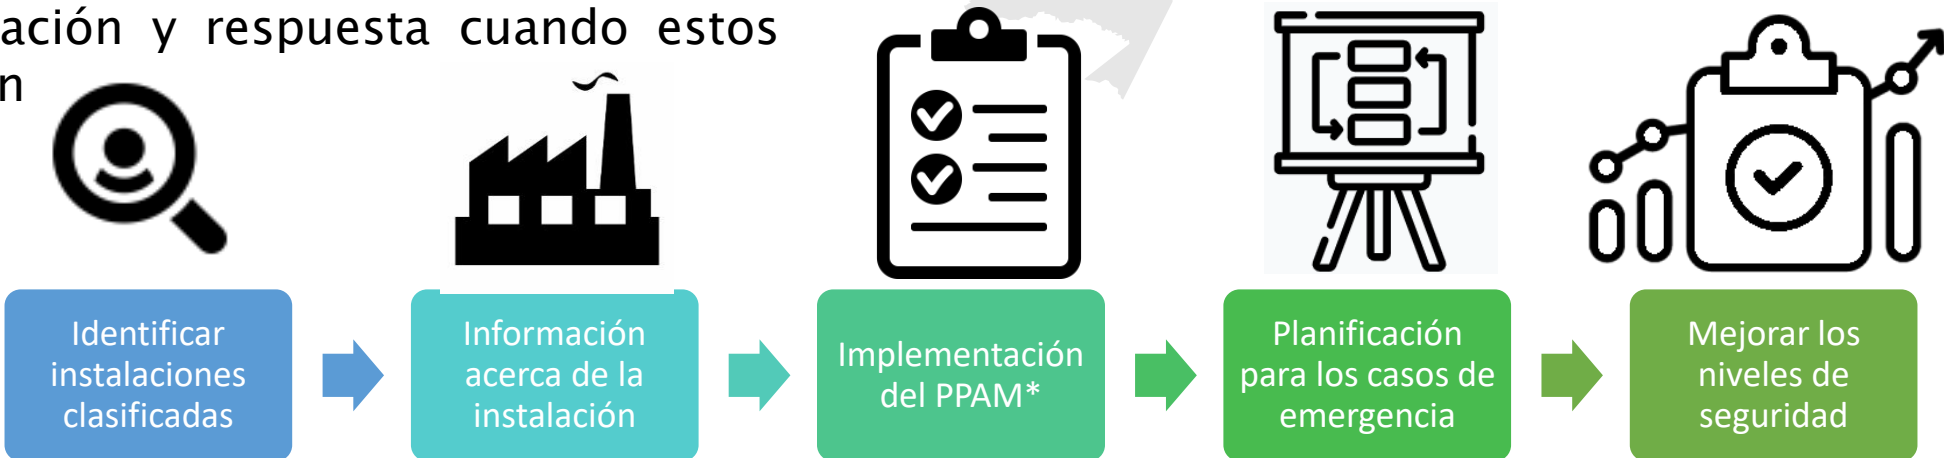 ación y respuesta cuando estos
n
Identificar
instalaciones
clasificadas
Información
acerca de la
instalación
Implementación
del PPAM*
Planificación
para los casos de
emergencia
Mejorar los
niveles de
seguridad